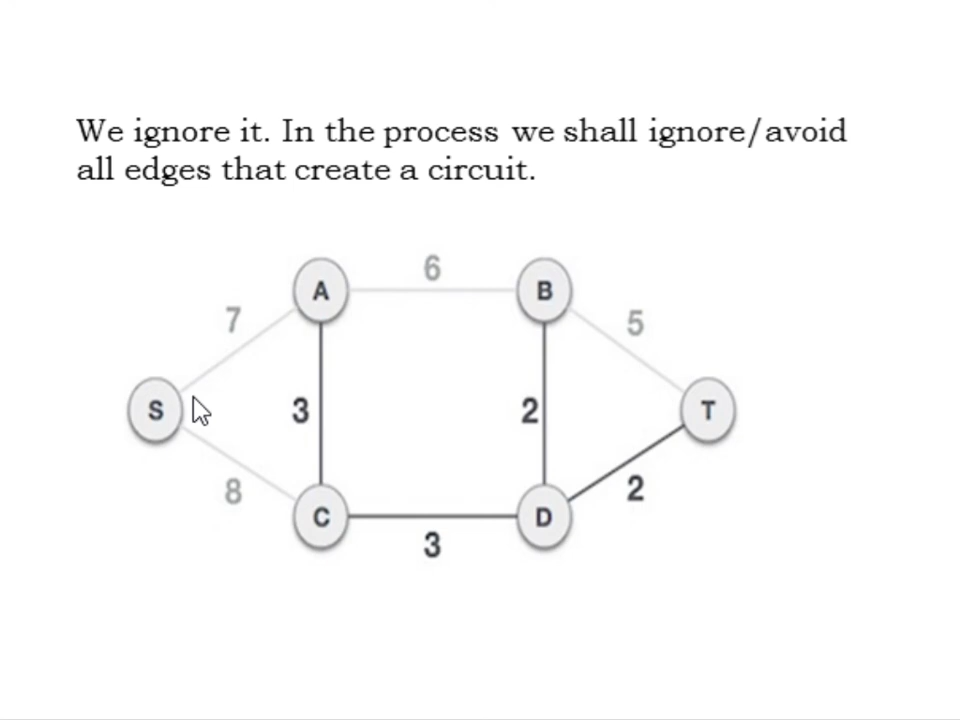 We ignore it. In the process we shall ignore/avoid
all edges that create a circuit.
6
A
B
7
5
S
3
2
T
8
2
C
D
3